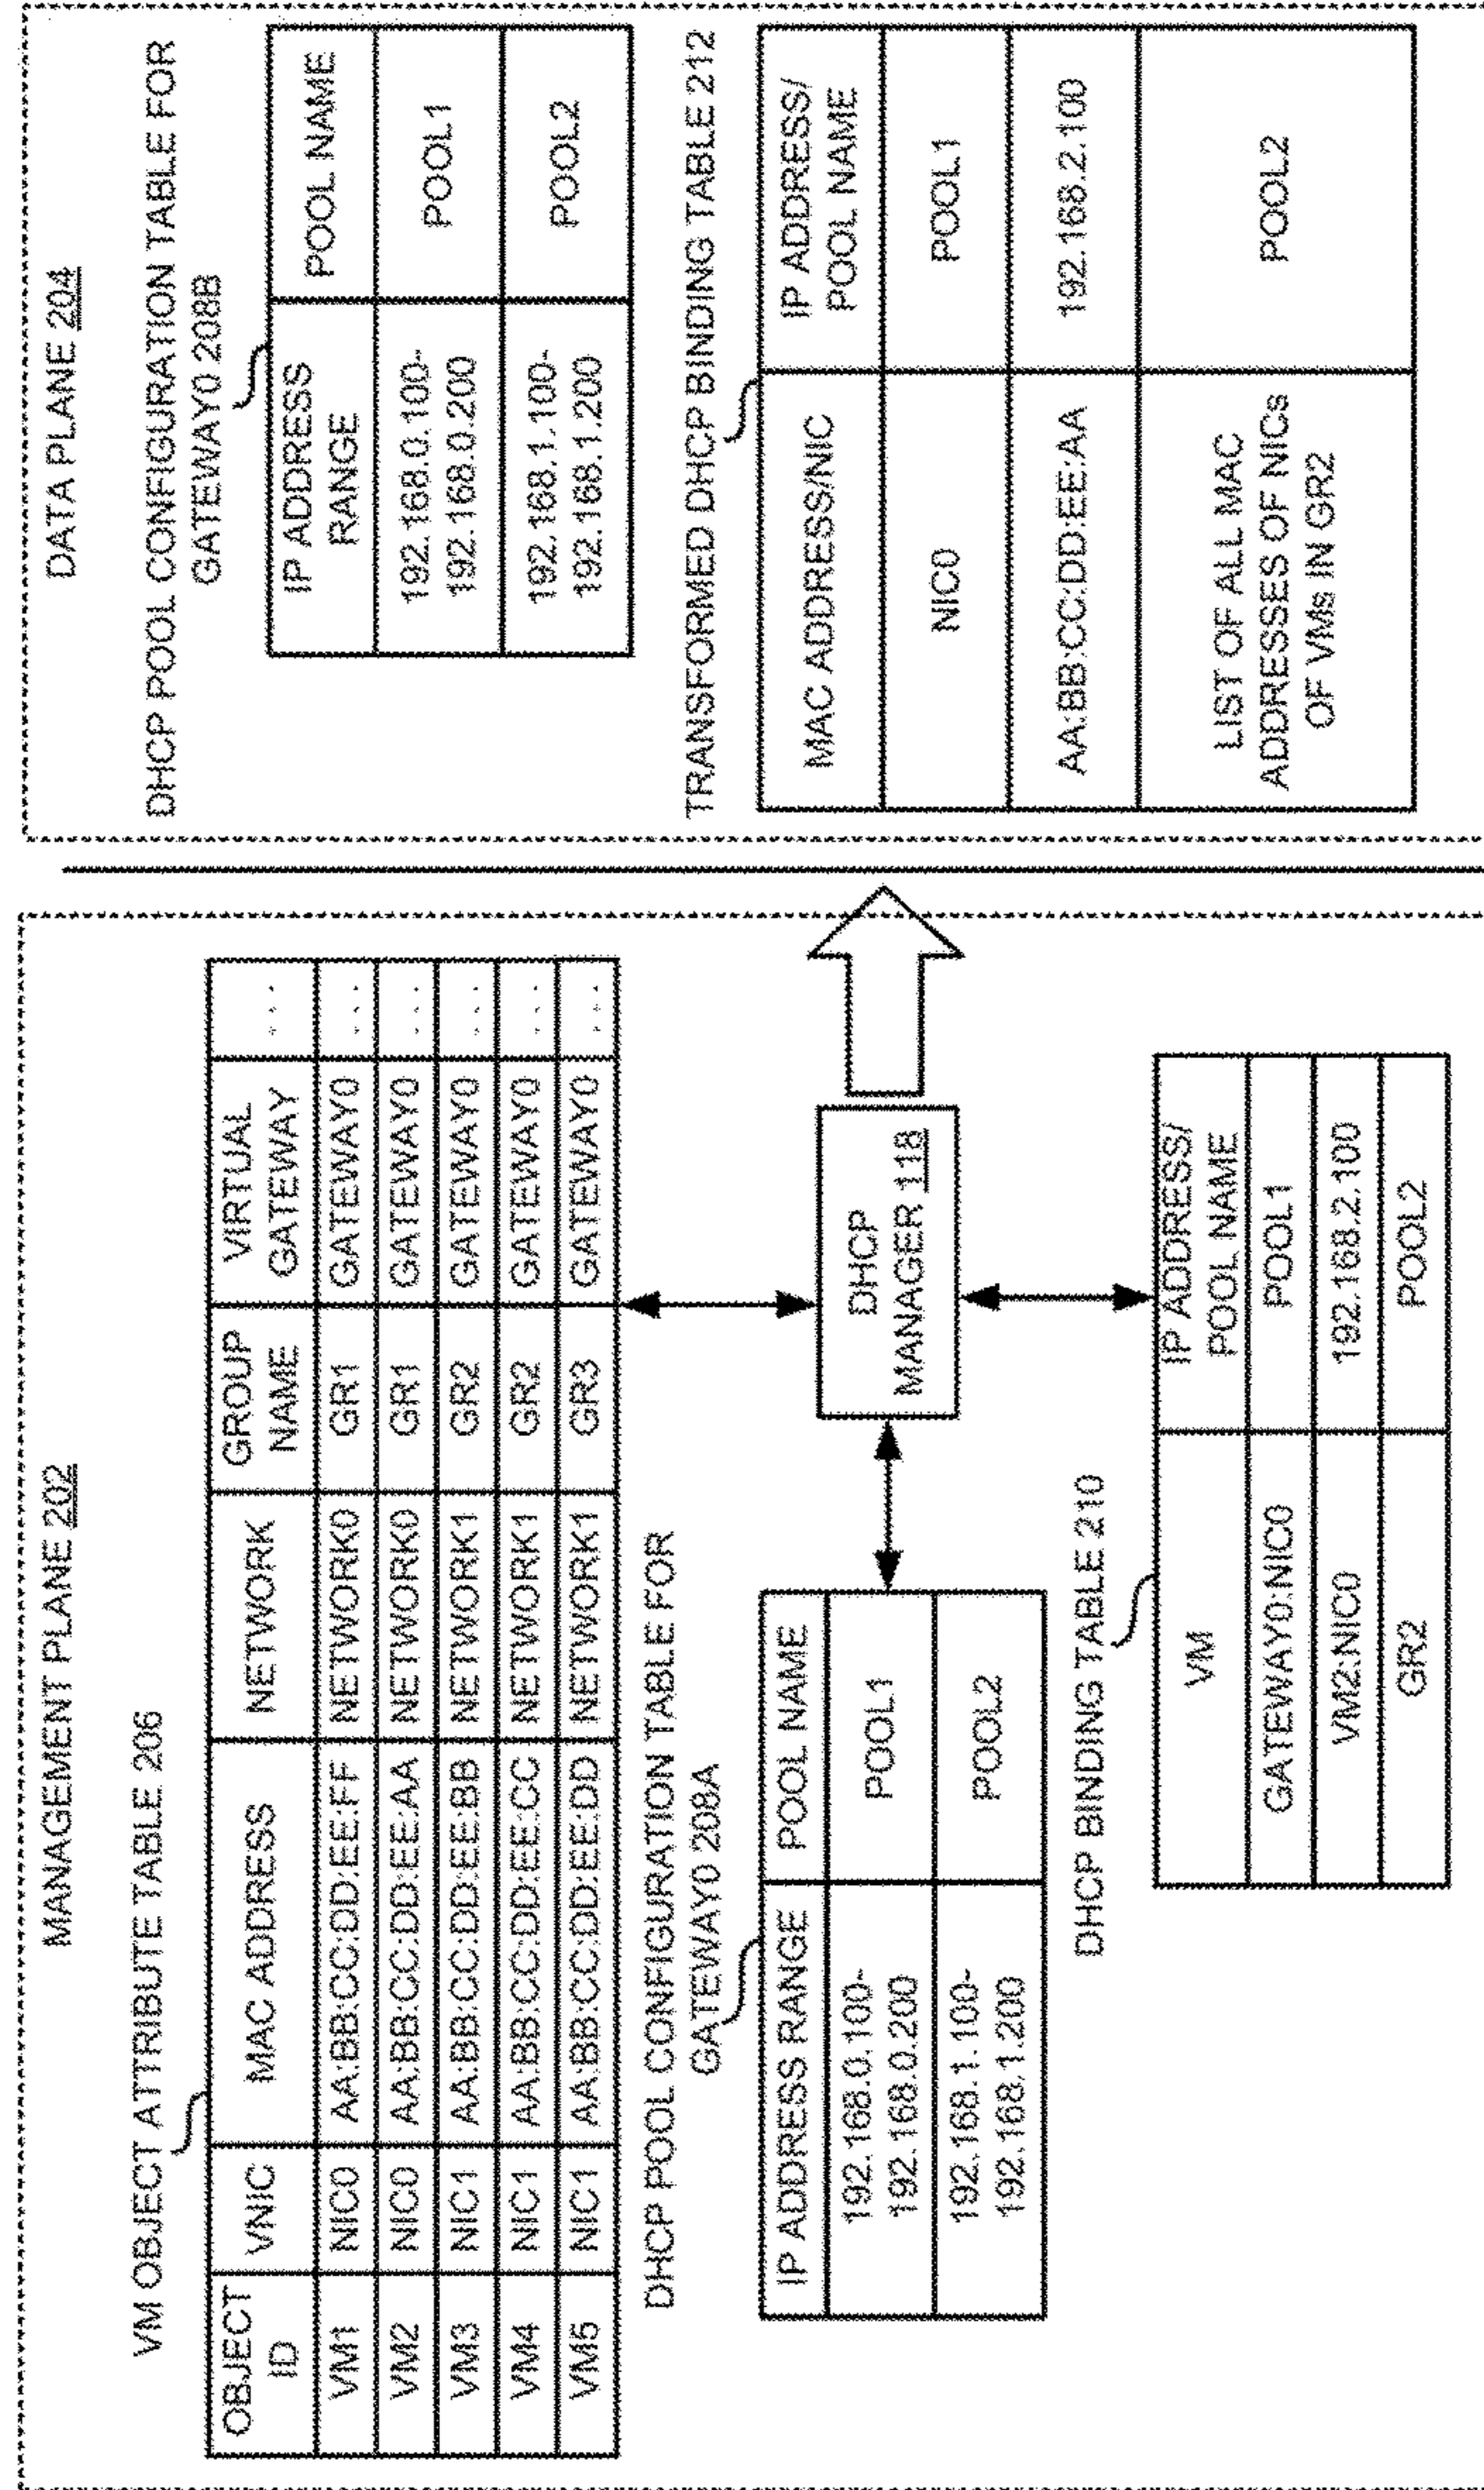 MANAGEMENT PLANE 202
VM OBJECT ATTRIBUTE TABLE 206
OBJECT ID VNIC MAC ADDRESS NETWORK GROUP NAME VIRTUAL GATEWAY ...
VM1 NIC0 AA:BB:CC:DD:EE:FF NETWORK0 GR1 GATEWAY0 ...
VM2 NIC0 AA:BB:CC:DD:EE:AA NETWORK0 GR1 GATEWAY0 ...
VM3 NIC1 AA:BB:CC:DD:EE:BB NETWORK1 GR2 GATEWAY0 ...
VM4 NIC1 AA:BB:CC:DD:EE:CC NETWORK1 GR2 GATEWAY0 ...
VM5 NIC1 AA:BB:CC:DD:EE:DD NETWORK1 GR3 GATEWAY0 ...
DHCP POOL CONFIGURATION TABLE FOR
GATEWAY0 208A
IP ADDRESS RANGE POOL NAME
192.168.0.100-
192.168.0.200
POOL1
192.168.1.100-
192.168.1.200
POOL2
DHCP
MANAGER 118
DHCP BINDING TABLE 210
VM IP ADDRESS/
POOL NAME
GATEWAY0:NIC0 POOL1
VM2:NIC0 192.168.2.100
GR2 POOL2
DATA PLANE 204
DHCP POOL CONFIGURATION TABLE FOR
GATEWAY0 208B
IP ADDRESS
RANGE
POOL NAME
192.168.0.100-
192.168.0.200
POOL1
192.168.1.100-
192.168.1.200
POOL2
TRANSFORMED DHCP BINDING TABLE 212
MAC ADDRESS/NIC
IP ADDRESS/
POOL NAME
NIC0 POOL1
AA:BB:CC:DD:EE:AA 192.168.2.100
LIST OF ALL MAC
ADDRESSES OF NICs
OF VMs IN GR2
POOL2